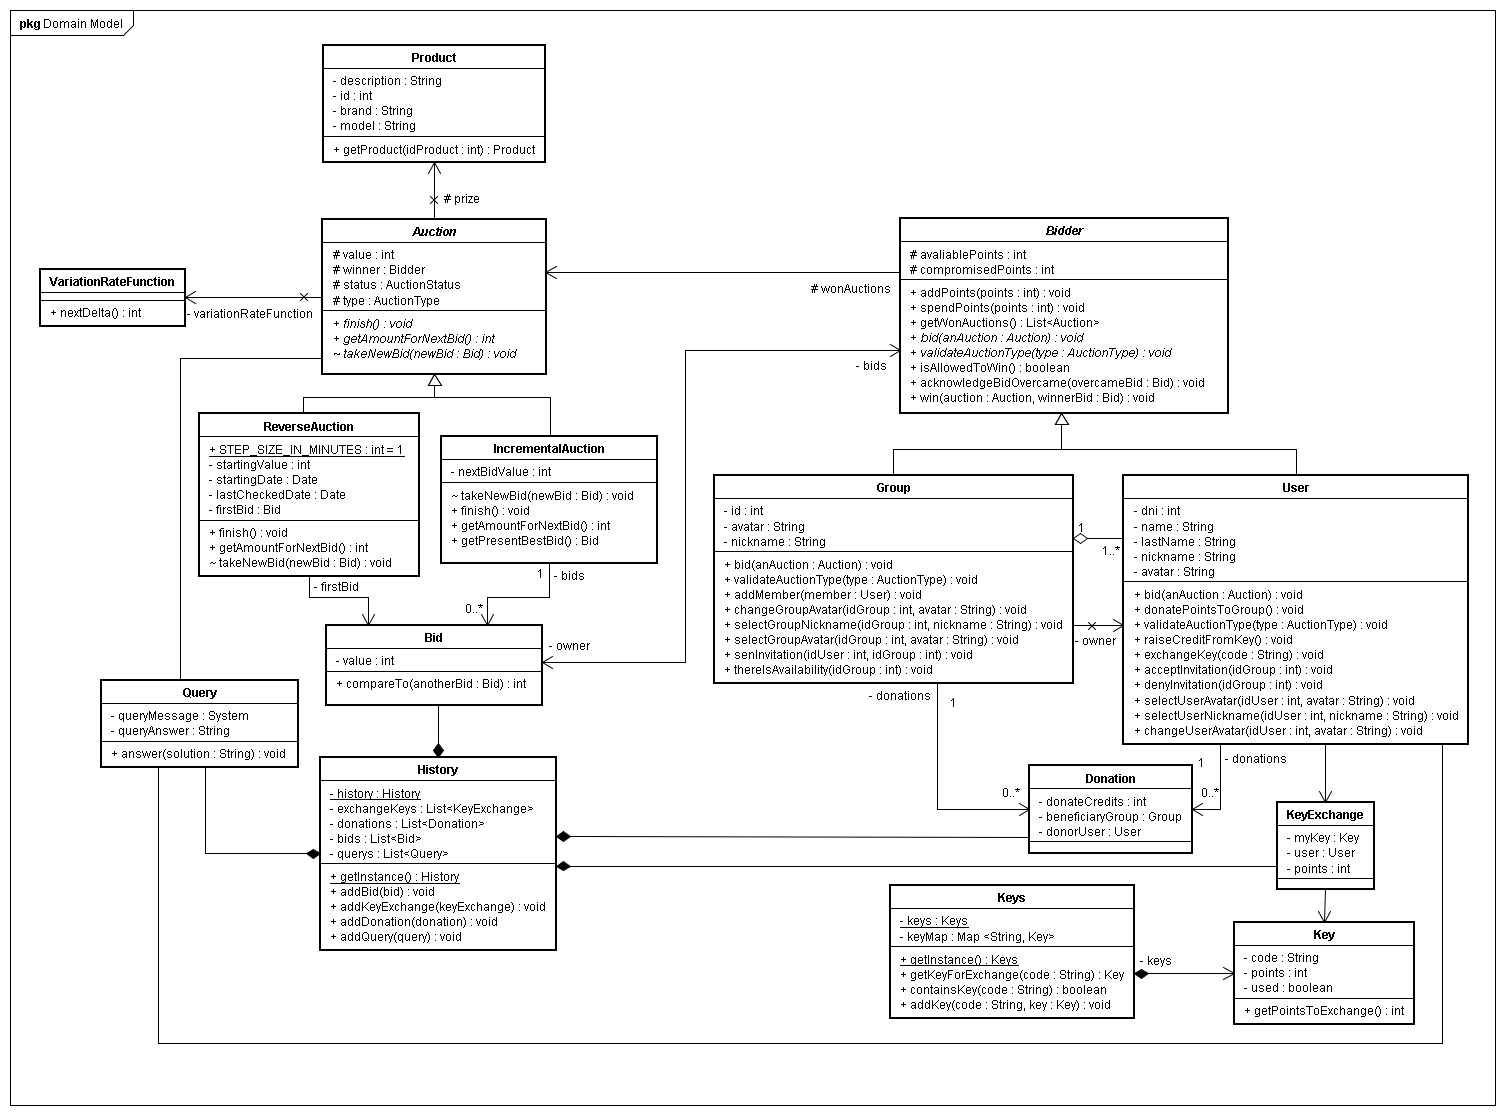 pkg Domain Model
Product
- description : String
- id : int
- brand : String
- model : String
+ getProduct(idProduct : int) : Product
# prize
Auction
# value : int
# winner : Bidder
# status : AuctionStatus
# type : AuctionType
+ finish() : void
+ getAmountForNextBid() : int
~ takeNewBid(newBid : Bid) : void
VariationRateFunction
+ nextDelta() : int
- variationRateFunction
Bidder
# avaliablePoints : int
# compromisedPoints : int
+ addPoints(points : int) : void
+ spendPoints(points : int) : void
+ getWonAuctions() : List<Auction>
+ bid(anAuction : Auction) : void
+ validateAuctionType(type : AuctionType) : void
+ isAllowedToWin() : boolean
+ acknowledgeBidOvercame(overcameBid : Bid) : void
+ win(auction : Auction, winnerBid : Bid) : void
# wonAuctions
- bids
ReverseAuction
+ STEP_SIZE_IN_MINUTES : int = 1
- startingValue : int
- startingDate : Date
- lastCheckedDate : Date
- firstBid : Bid
+ finish() : void
+ getAmountForNextBid() : int
~ takeNewBid(newBid : Bid) : void
IncrementalAuction
- nextBidValue : int
~ takeNewBid(newBid : Bid) : void
+ finish() : void
+ getAmountForNextBid() : int
+ getPresentBestBid() : Bid
- firstBid
1
- bids
0..*
Bid
- value : int
+ compareTo(anotherBid : Bid) : int
- owner
Group
- id : int
- avatar : String
- nickname : String
+ bid(anAuction : Auction) : void
+ validateAuctionType(type : AuctionType) : void
+ addMember(member : User) : void
+ changeGroupAvatar(idGroup : int, avatar : String) : void
+ selectGroupNickname(idGroup : int, nickname : String) : void
+ selectGroupAvatar(idGroup : int, avatar : String) : void
+ senInvitation(idUser : int, idGroup : int) : void
+ thereIsAvailability(idGroup : int) : void
1
1..*
- owner
User
- dni : int
- name : String
- lastName : String
- nickname : String
- avatar : String
+ bid(anAuction : Auction) : void
+ donatePointsToGroup() : void
+ validateAuctionType(type : AuctionType) : void
+ raiseCreditFromKey() : void
+ exchangeKey(code : String) : void
+ acceptInvitation(idGroup : int) : void
+ denyInvitation(idGroup : int) : void
+ selectUserAvatar(idUser : int, avatar : String) : void
+ selectUserNickname(idUser : int, nickname : String) : void
+ changeUserAvatar(idUser : int, avatar : String) : void
Query
- queryMessage : System
- queryAnswer : String
+ answer(solution : String) : void
History
- history : History
- exchangeKeys : List<KeyExchange>
- donations : List<Donation>
- bids : List<Bid>
- querys : List<Query>
+ getInstance() : History
+ addBid(bid) : void
+ addKeyExchange(keyExchange) : void
+ addDonation(donation) : void
+ addQuery(query) : void
- donations
1
0..*
Donation
- donateCredits : int
- beneficiaryGroup : Group
- donorUser : User
1
- donations
0..*
KeyExchange
- myKey : Key
- user : User
- points : int
Keys
- keys : Keys
- keyMap : Map <String, Key>
+ getInstance() : Keys
+ getKeyForExchange(code : String) : Key
+ containsKey(code : String) : boolean
+ addKey(code : String, key : Key) : void
- keys
Key
- code : String
- points : int
- used : boolean
+ getPointsToExchange() : int